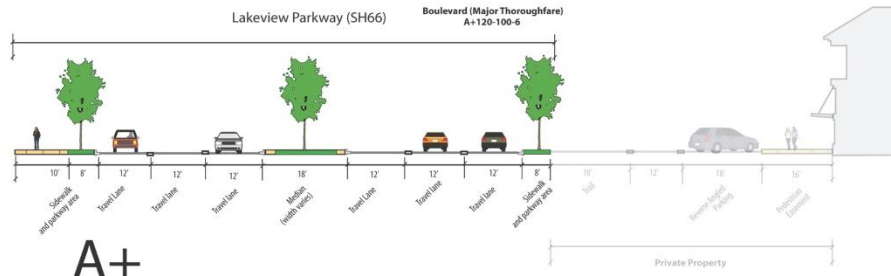 Lakeview Parkway (SH66)
Boulevard (Major Thoroughfare)
A+120-100-6
10'
8'
12'
12'
12'
18'
12'
12'
12'
8'
18'
12'
18'
16'
Sidewalk
and parkway area
Travel Lane
Travel lane
Travel lane
Median
(width varies)
Travel Lane
Travel lane
Travel lane
Sidewalk
and parkway area
Trail
Reverse Angled
Parking
Pedestrian
Easement
A+
Private Property